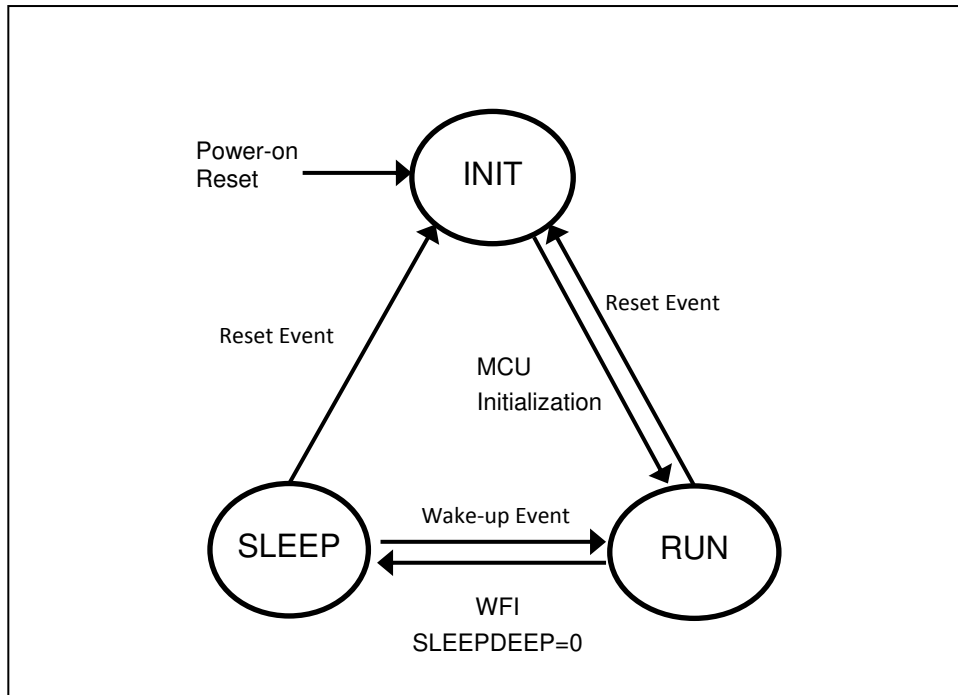 Power-on
Reset
INIT
Reset Event
Reset Event
MCU
Initialization
SLEEP
Wake-up Event
RUN
WFI
SLEEPDEEP=0